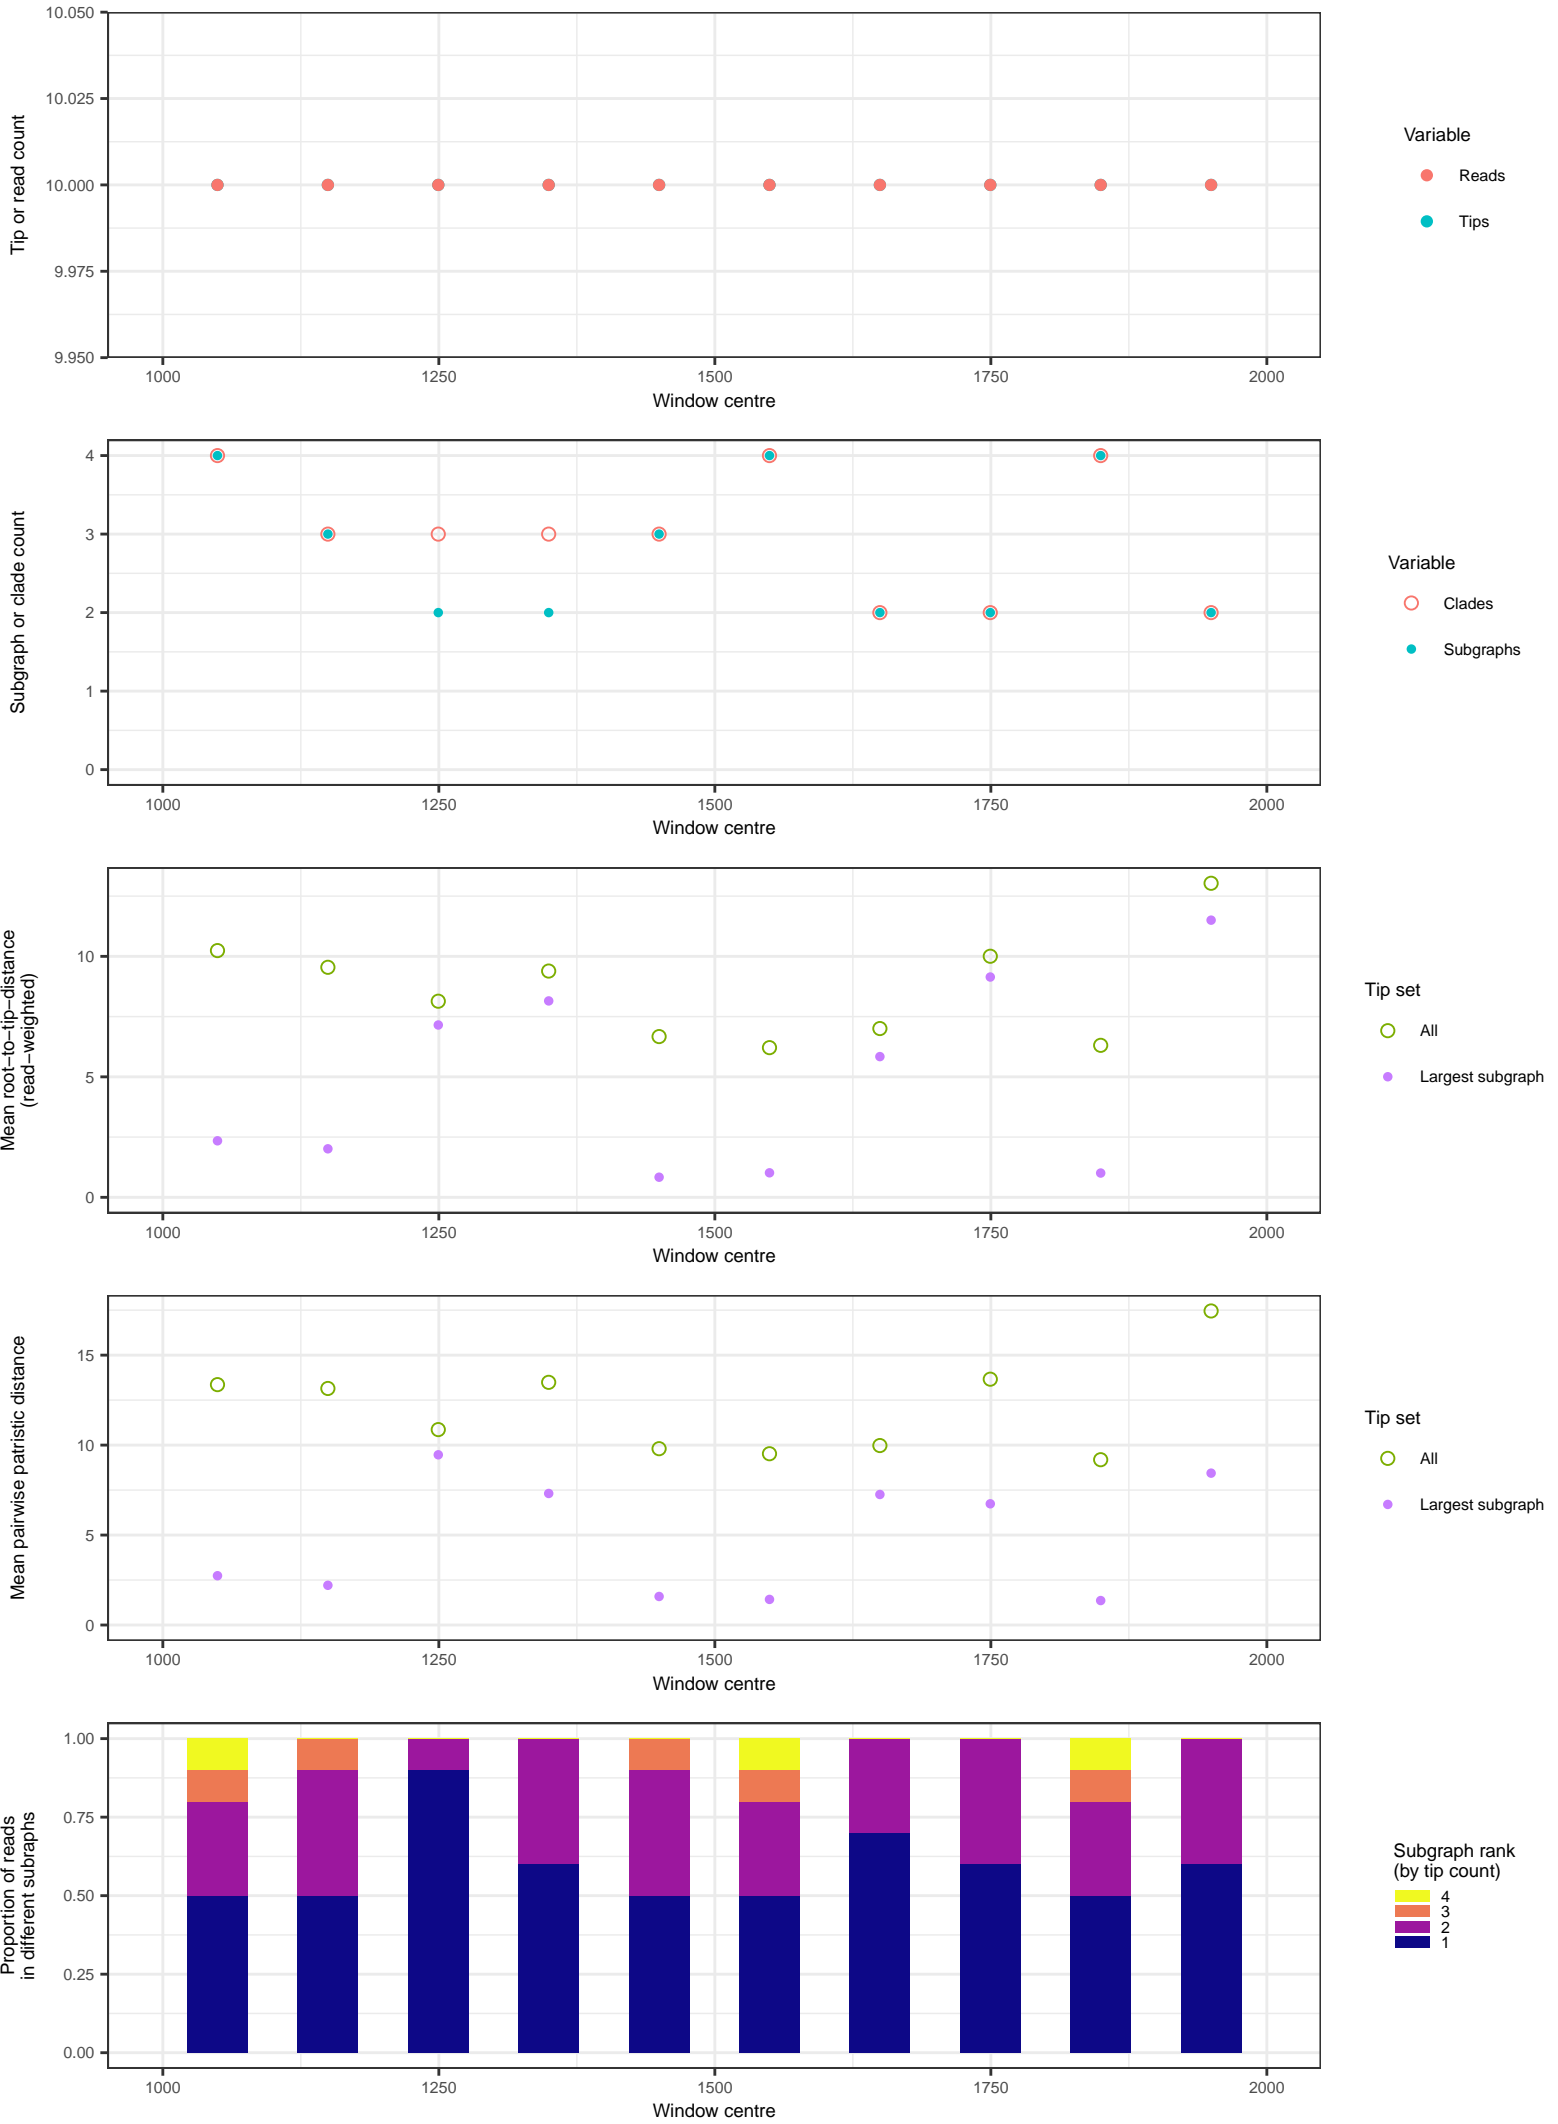 10.050
10.025
10.000
9.975
9.950
Tip or read count
1000 1250 1500 1750 2000
Window centre
Variable
Reads
Tips
4
3
2
1
0
Subgraph or clade count
1000 1250 1500 1750 2000
Window centre
Variable
Clades
Subgraphs
10
5
0
Mean root−to−tip−distance
(read−weighted)
1000 1250 1500 1750 2000
Window centre
Tip set
All
Largest subgraph
15
10
5
0
Mean pairwise patristic distance
1000 1250 1500 1750 2000
Window centre
Tip set
All
Largest subgraph
1.00
0.75
0.50
0.25
0.00
Proportion of reads
in different subraphs
1000 1250 1500 1750 2000
Window centre
Subgraph rank
(by tip count)
4
3
2
1